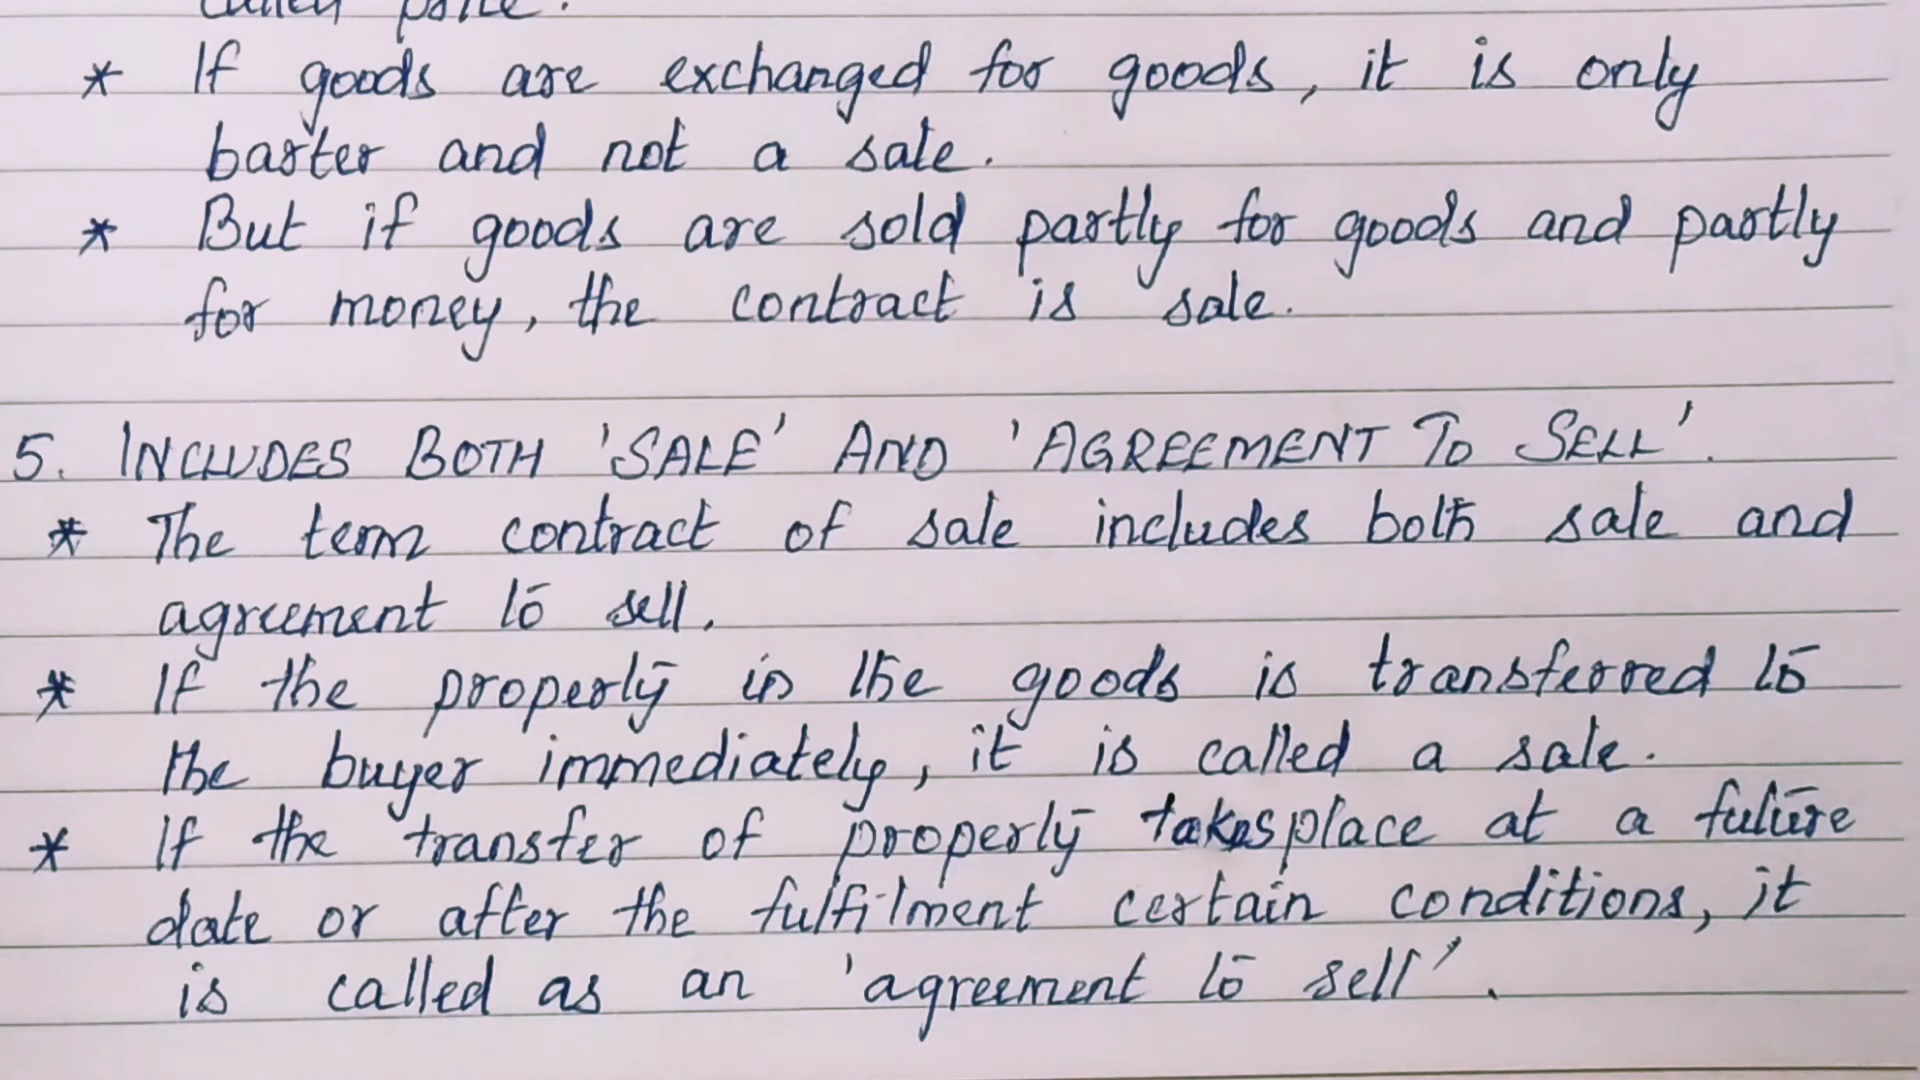 called price.
* If goods are exchanged for goods, it is only
barter and not a sale.
* But if goods are sold partly for goods and partly
for money, the contract is sale.
5. INCLUDES BOTH 'SALE' AND 'AGREEMENT TO SELL'.
* The term contract of sale includes both sale and
agreement to sell.
* If the property in the goods is transferred to
the buyer immediately, it is called a sale.
* If the transfer of property takes place at a future
date or after the fulfilment certain conditions, it
is called as an 'agreement to sell'.